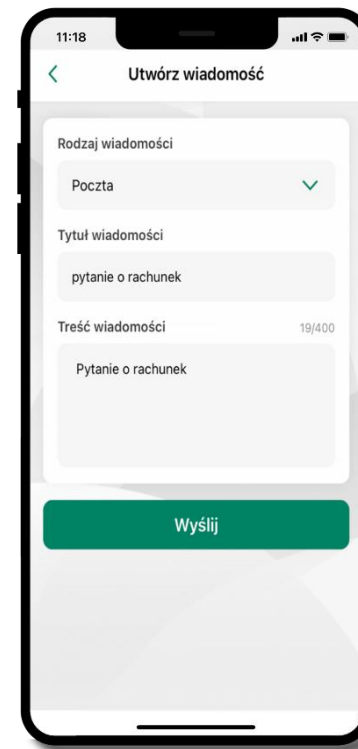 11:18
Utwórz wiadomość
Rodzaj wiadomości
Poczta
Tytuł wiadomości
pytanie o rachunek
Treść wiadomości 19/400
Pytanie o rachunek
Wyślij